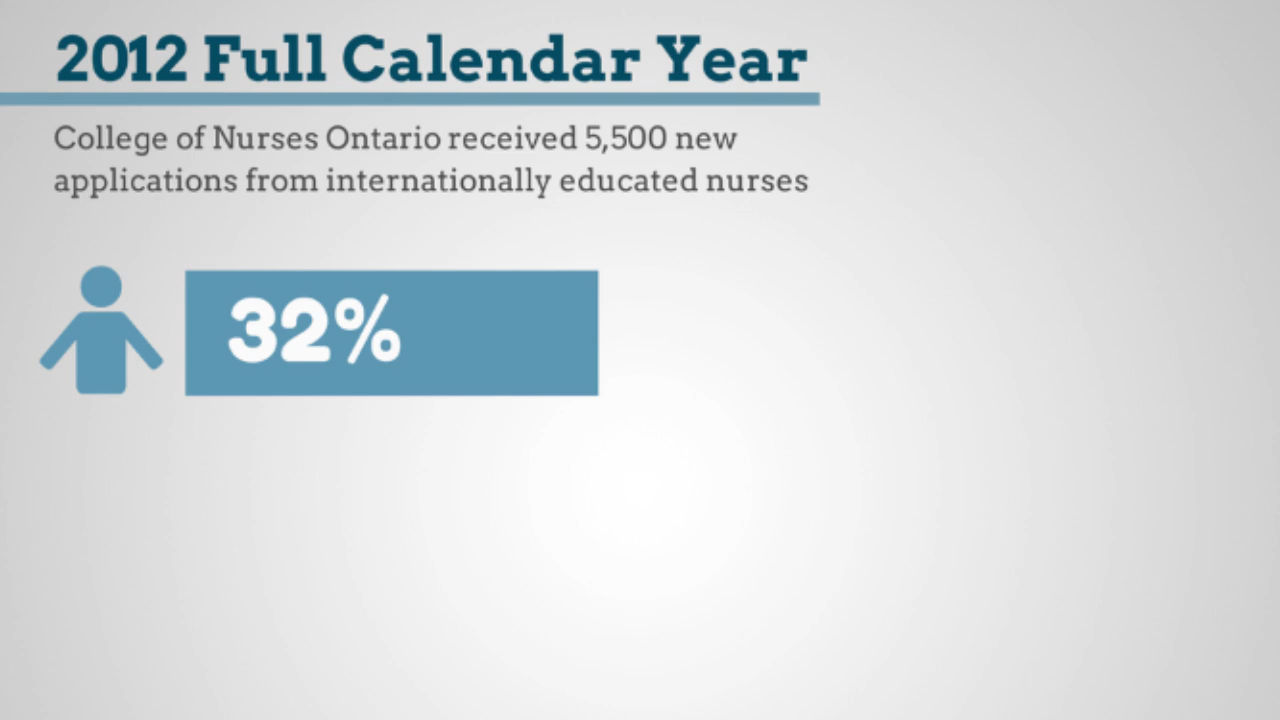 2012 Full Calendar Year
College of Nurses Ontario received 5,500 new
applications from internationally educated nurses
32%